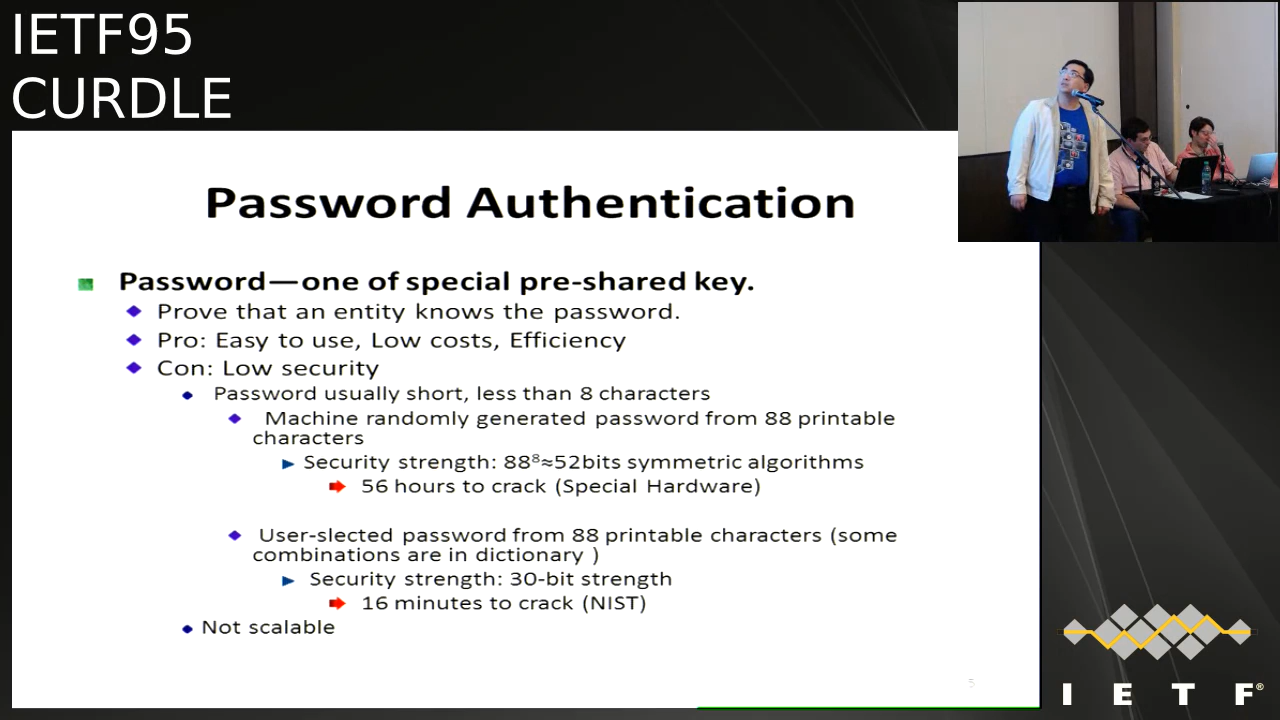 IETF95
CURDLE
Password Authentication
Password—one of special pre-shared key.
Prove that an entity knows the password.
Pro: Easy to use, Low costs, Efficiency
Con: Low security
Password usually short, less than 8 characters
Machine randomly generated password from 88 printable
characters
Security strength: 88⁸≈52bits symmetric algorithms
56 hours to crack (Special Hardware)
User-slected password from 88 printable characters (some
combinations are in dictionary )
Security strength: 30-bit strength
16 minutes to crack (NIST)
Not scalable
5
I E T F®